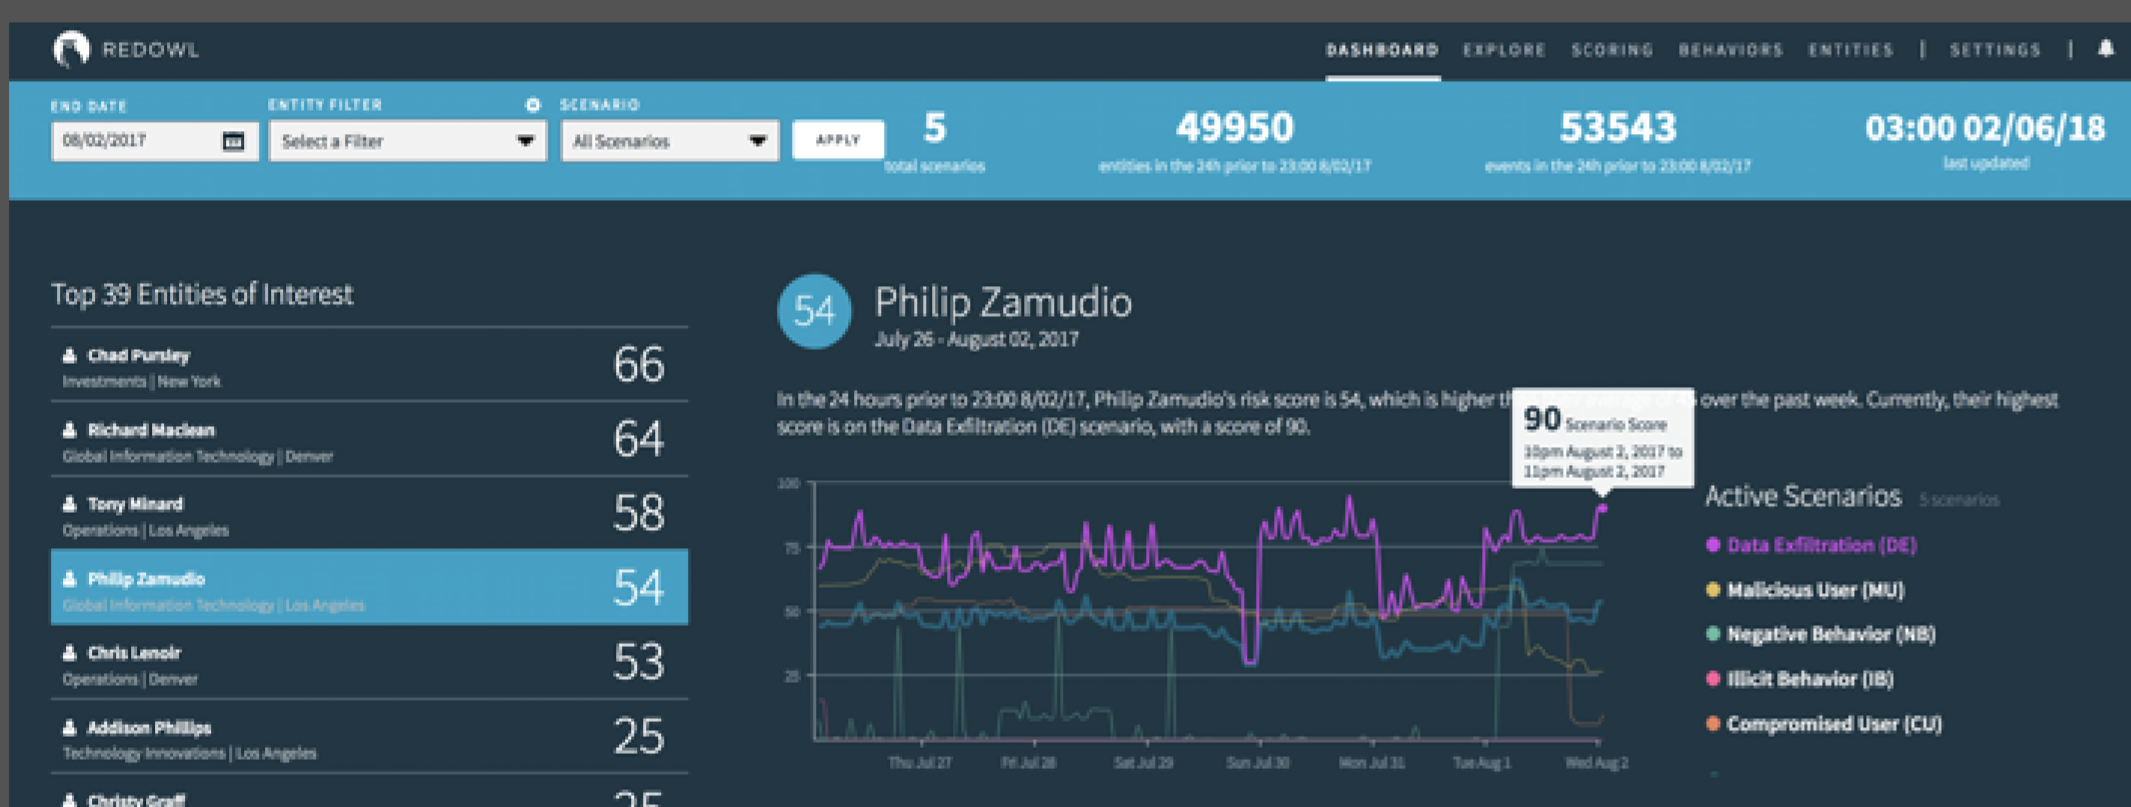 REDOWL
DASHBOARD EXPLORE SCORING BEHAVIORS ENTITIES | SETTINGS |
END DATE
ENTITY FILTER
SCENARIO
08/02/2017
Select a Filter
All Scenarios
APPLY
5
total scenarios
49950
entities in the 24h prior to 23:00 8/02/17
53543
events in the 24h prior to 23:00 8/02/17
03:00 02/06/18
last updated
Top 39 Entities of Interest
Chad Pursley
Investments | New York
66
Richard Maclean
Global Information Technology | Denver
64
Tony Minard
Operations | Los Angeles
58
Philip Zamudio
Global Information Technology | Los Angeles
54
Chris Lenoir
Operations | Denver
53
Addison Phillips
Technology Innovations | Los Angeles
25
Christy Graff
25
54
Philip Zamudio
July 26 - August 02, 2017
In the 24 hours prior to 23:00 8/02/17, Philip Zamudio's risk score is 54, which is higher over the past week. Currently, their highest
score is on the Data Exfiltration (DE) scenario, with a score of 90.
90 Scenario Score
10pm August 2, 2017 to
11pm August 2, 2017
100
75
50
25
Thu Jul 27
Fri Jul 28
Sat Jul 29
Sun Jul 30
Mon Jul 31
Tue Aug 1
Wed Aug 2
Active Scenarios 5 scenarios
Data Exfiltration (DE)
Malicious User (MU)
Negative Behavior (NB)
Illicit Behavior (IB)
Compromised User (CU)